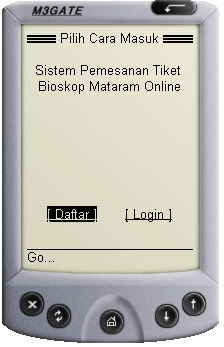 M3GATE
Pilih Cara Masuk
Sistem Pemesanan Tiket
Bioskop Mataram Online
[ Daftar ] [ Login ]
Go...